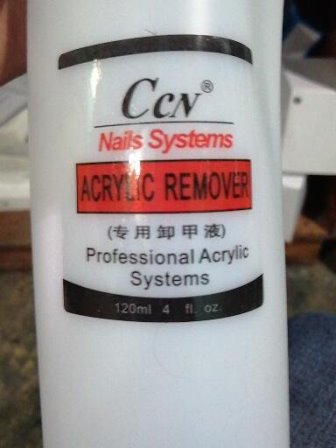 CCN®
Nails Systems
ACRYLIC REMOVER
(专用卸甲液)
Professional Acrylic
Systems
120ml 4 fl. oz.